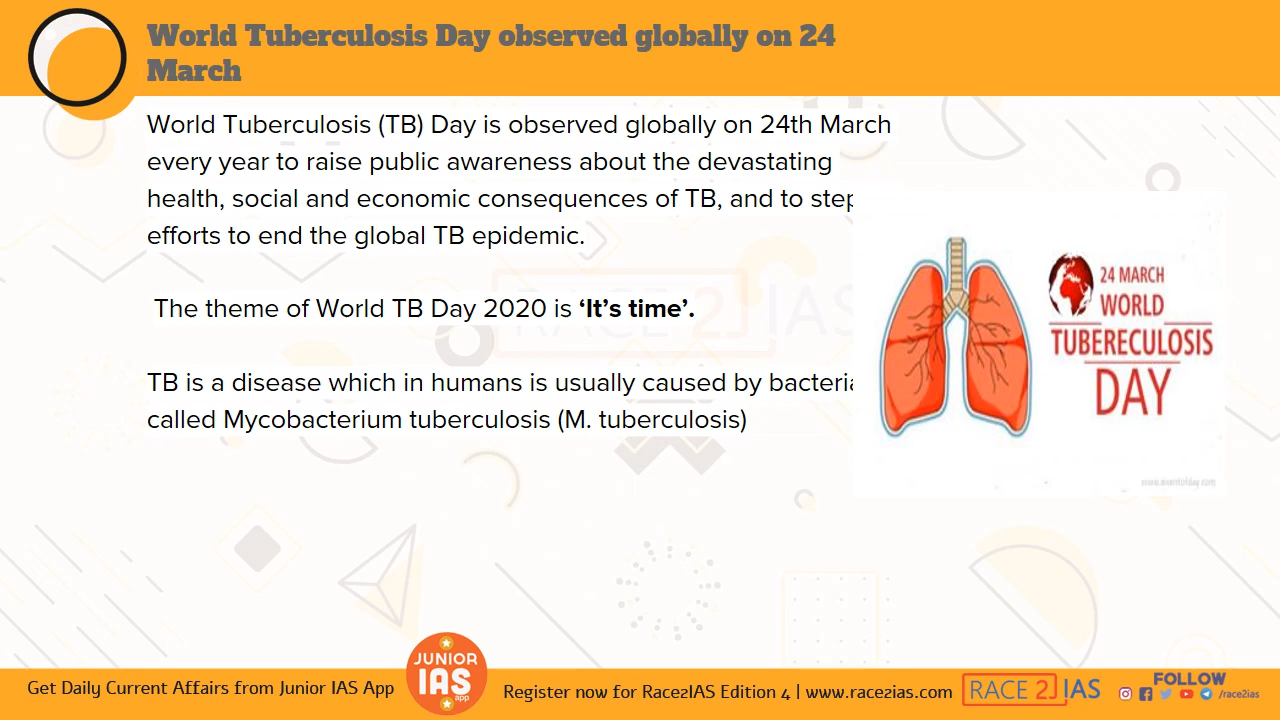 World Tuberculosis Day observed globally on 24
March
World Tuberculosis (TB) Day is observed globally on 24th March
every year to raise public awareness about the devastating
health, social and economic consequences of TB, and to step
efforts to end the global TB epidemic.
The theme of World TB Day 2020 is ‘It’s time’.
TB is a disease which in humans is usually caused by bacteria
called Mycobacterium tuberculosis (M. tuberculosis)
24 MARCH
WORLD
TUBERECULOSIS
DAY
RACE 2 IAS
Get Daily Current Affairs from Junior IAS App
JUNIOR
IAS
app
Register now for Race2IAS Edition 4 | www.race2ias.com
RACE 2 IAS
FOLLOW
/race2ias